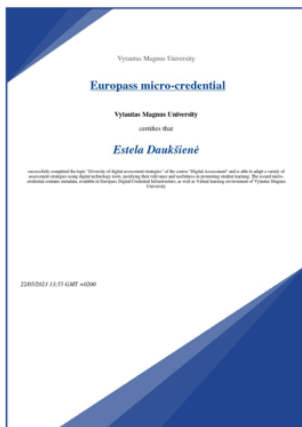 Vytautas Magnus University
Europass micro-credential
Vytautas Magnus University
certifies that
Estela Daukšienė
successfully completed the topic "Diversity of digital assessment strategies" of the course "Digital Assessment" and is able to adapt a variety of
assessment strategies using digital technology tools, justifying their relevance and usefulness in promoting student learning. The issued micro-
credential contains metadata, available in European Digital Credential Infrastructure, as well as Virtual learning environment of Vytautas Magnus
University.
22/05/2023 13:55 GMT +0200